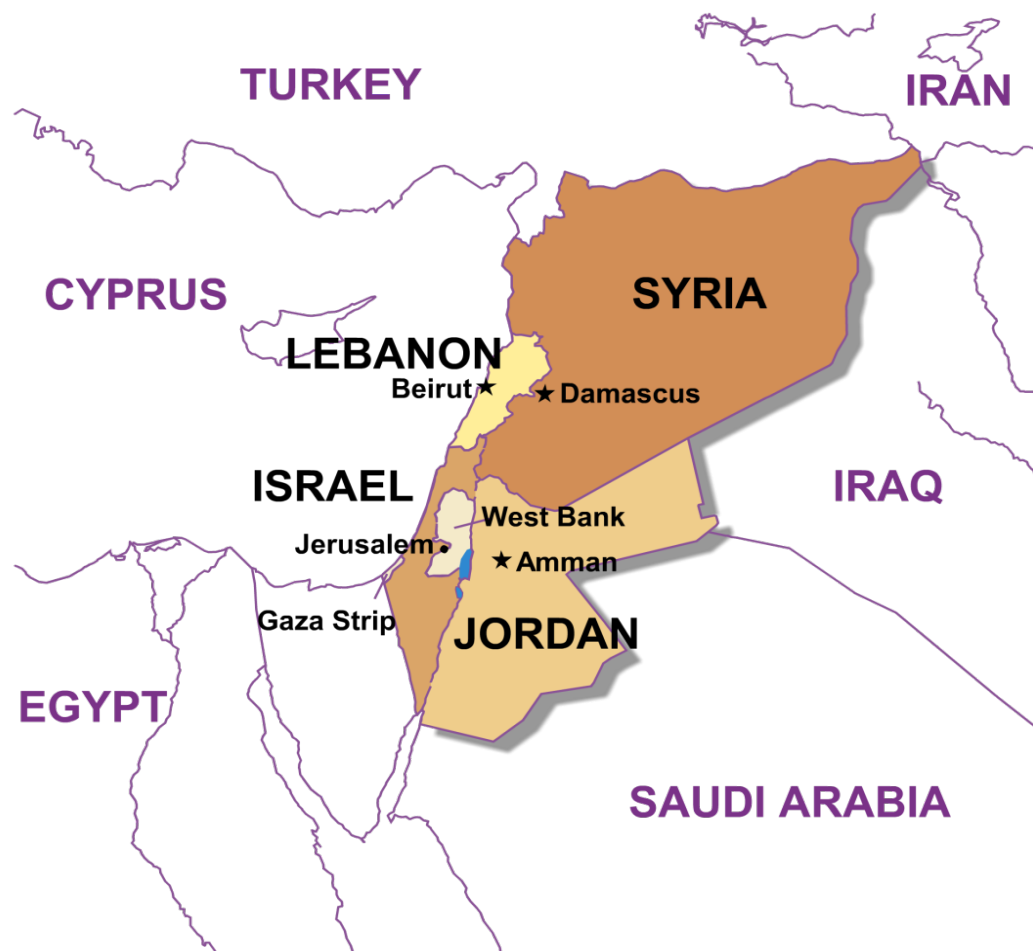 TURKEY
IRAN
CYPRUS
SYRIA
LEBANON
Beirut
Damascus
ISRAEL
IRAQ
West Bank
Jerusalem
Amman
Gaza Strip
JORDAN
EGYPT
SAUDI ARABIA